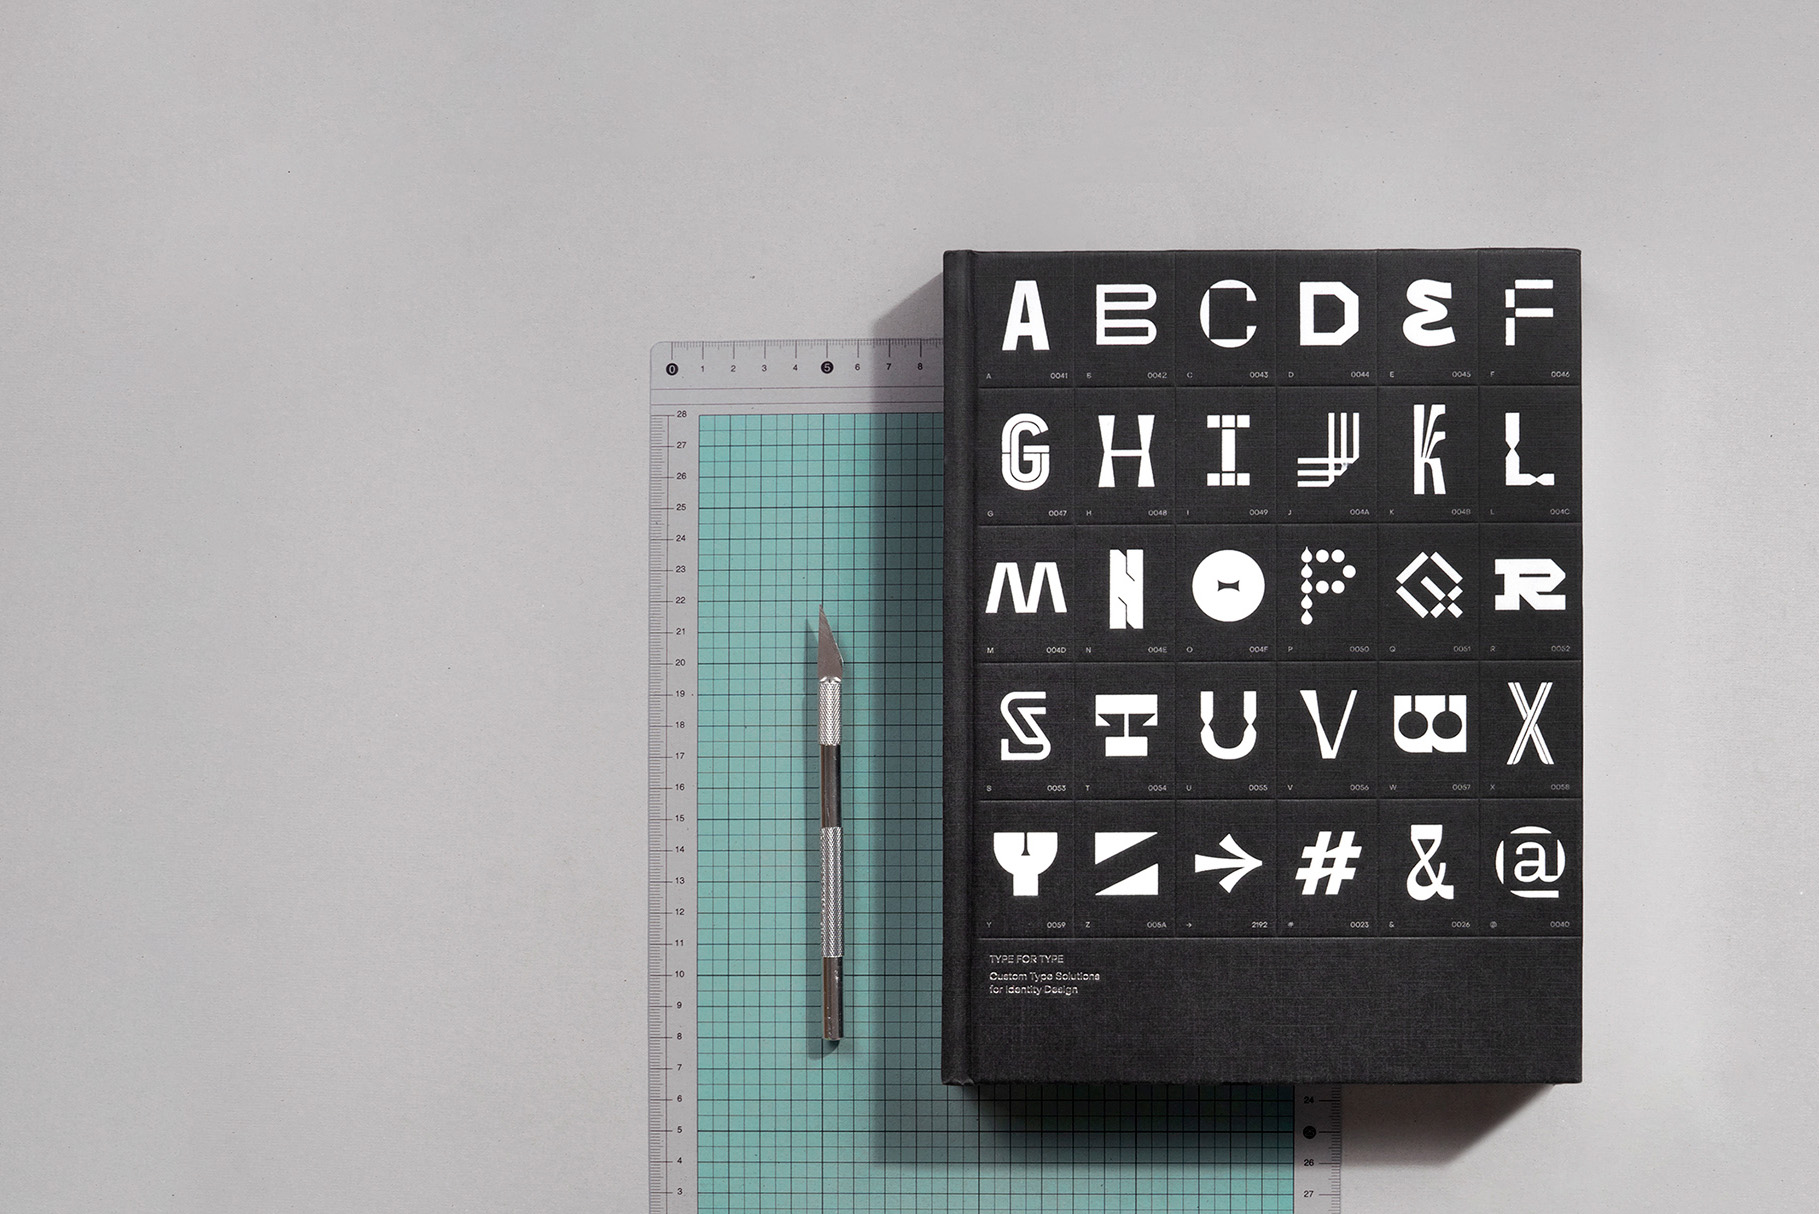 A B C D E F
A 0041 B 0042 C 0043 D 0044 E 0045 F 0046
0 1 2 3 4 5 6 7 8
G H I J K L
G 0047 H 0048 I 0049 J 004A K 004B L 004C
M N O P Q R
M 004D N 004E O 004F P 0050 Q 0051 R 0052
S T U V W X
S 0053 T 0054 U 0055 V 0056 W 0057 X 0058
Y Z → # & @
Y 0059 Z 005A → 2192 # 0023 & 0026 @ 0040
TYPE FOR TYPE
Custom Type Solutions
for Identity Design
28
27
26
25
24
23
22
21
20
19
18
17
16
15
14
13
12
11
10
9
8
7
6
5
4
3
24
26
27